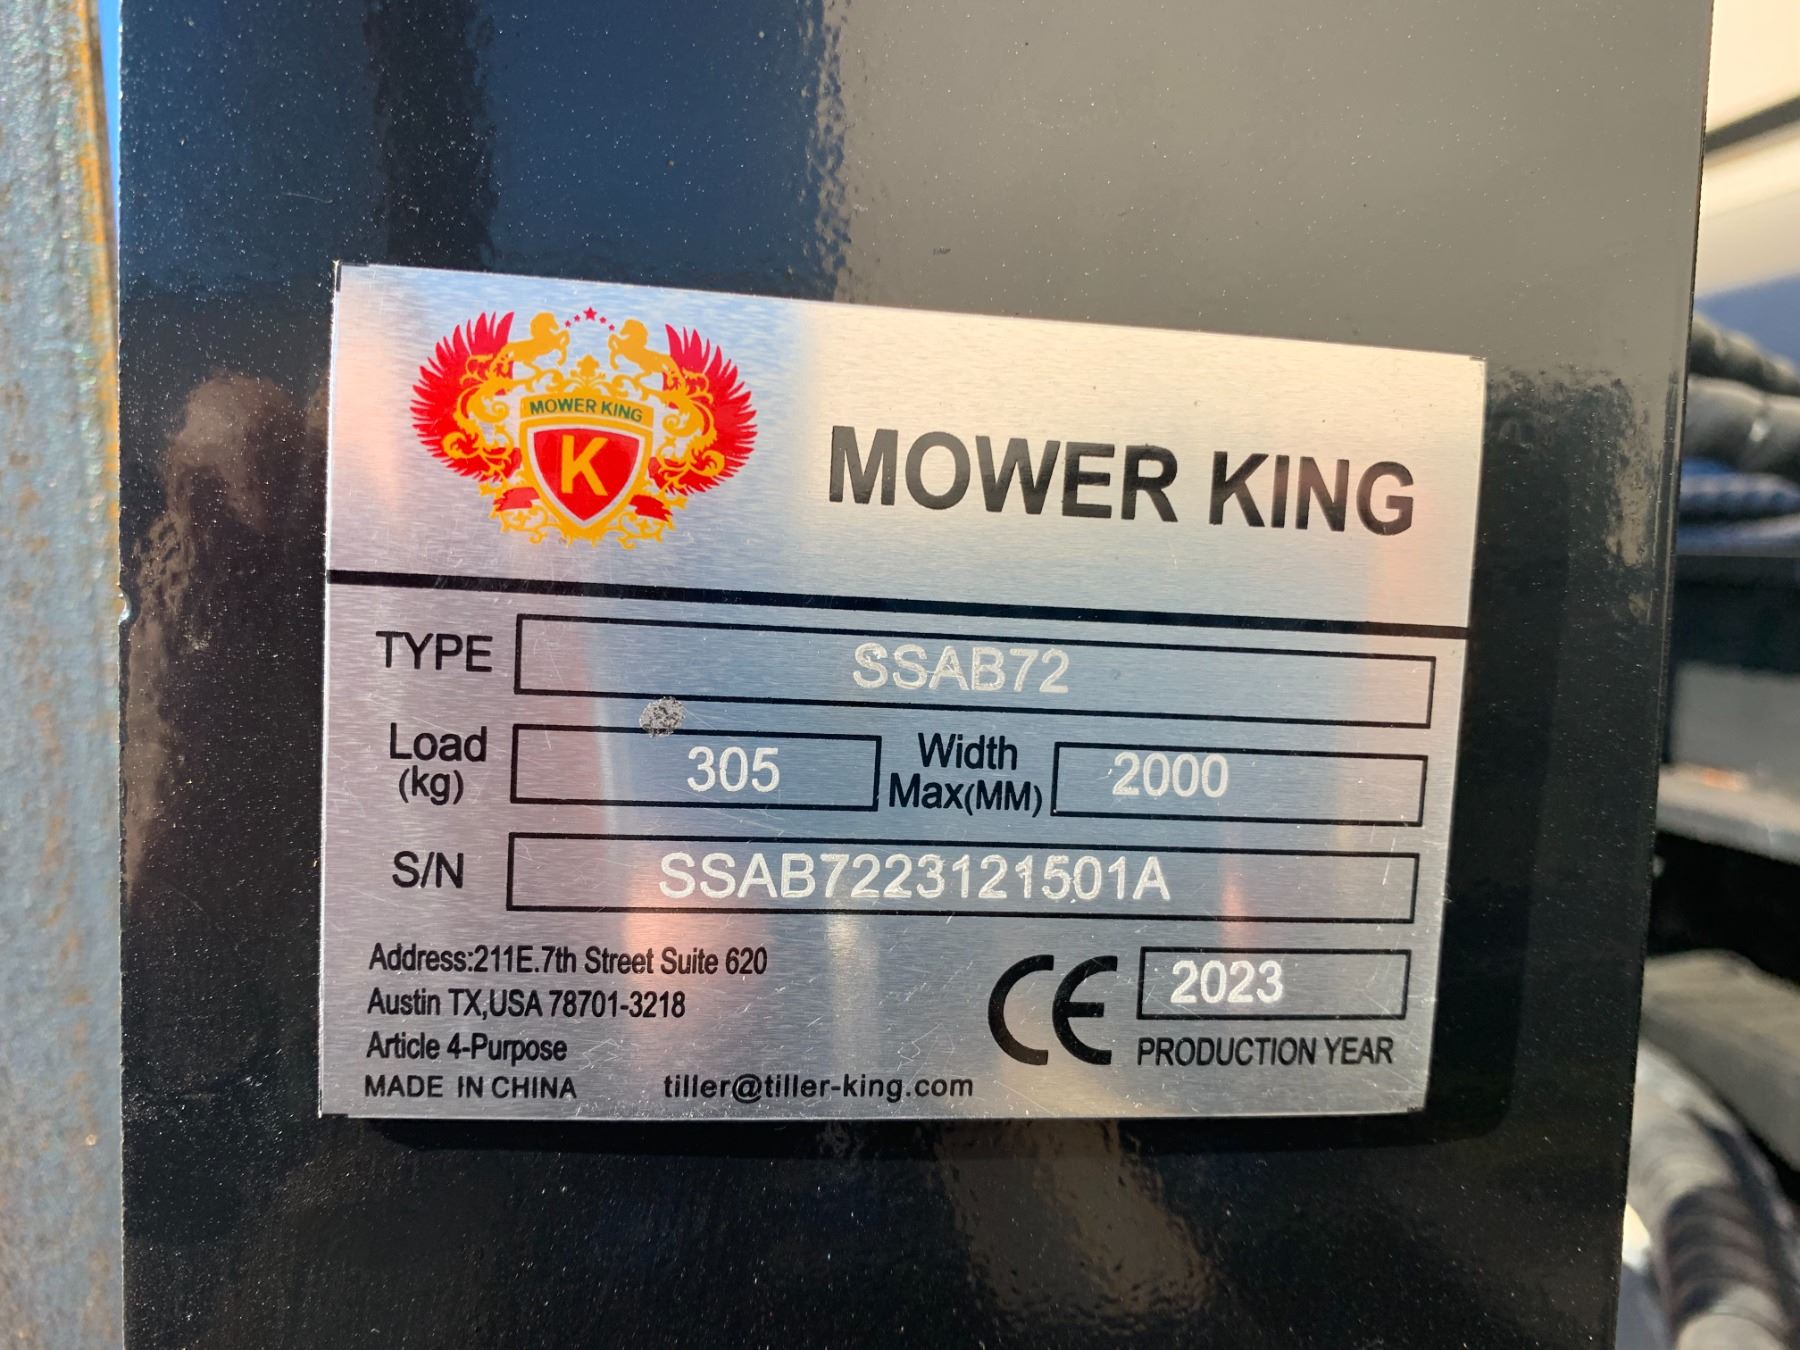 MOWER KING
K
MOWER KING
TYPE SSAB72
Load (kg) 305 Width Max(MM) 2000
S/N SSAB7223121501A
Address:211E.7th Street Suite 620
Austin TX,USA 78701-3218
Article 4-Purpose
MADE IN CHINA tiller@tiller-king.com
CE 2023
PRODUCTION YEAR